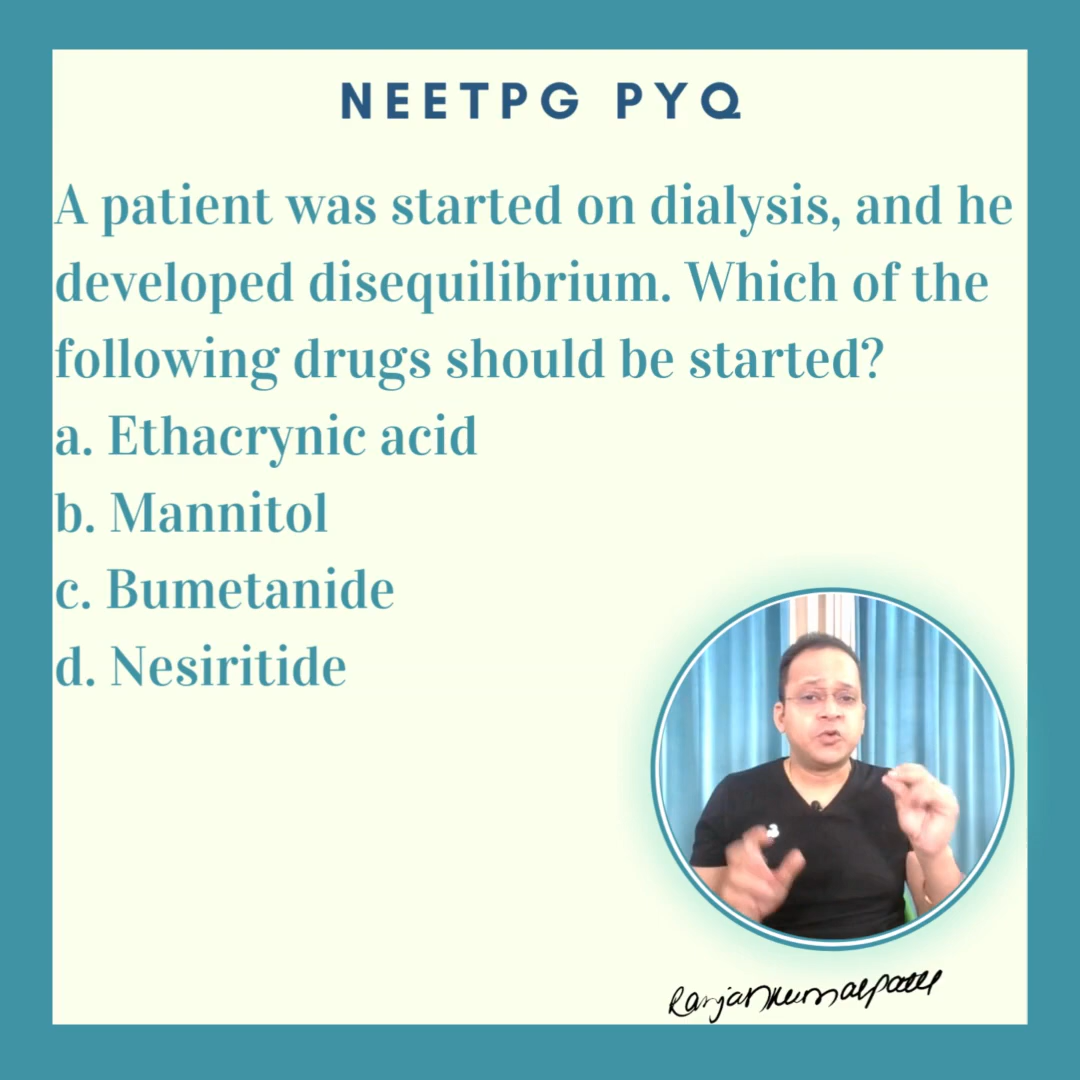 NEETPG PYQ
A patient was started on dialysis, and he
developed disequilibrium. Which of the
following drugs should be started?
a. Ethacrynic acid
b. Mannitol
c. Bumetanide
d. Nesiritide